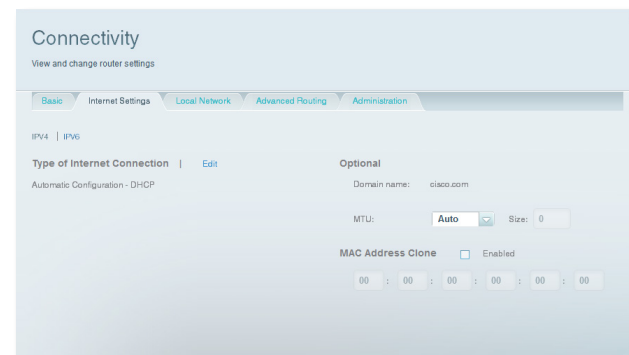 Connectivity
View and change router settings
Basic Internet Settings Local Network Advanced Routing Administration
IPV4 | IPV6
Type of Internet Connection | Edit
Automatic Configuration - DHCP
Optional
Domain name: cisco.com
MTU: Auto Size: 0
MAC Address Clone Enabled
00 : 00 : 00 : 00 : 00 : 00